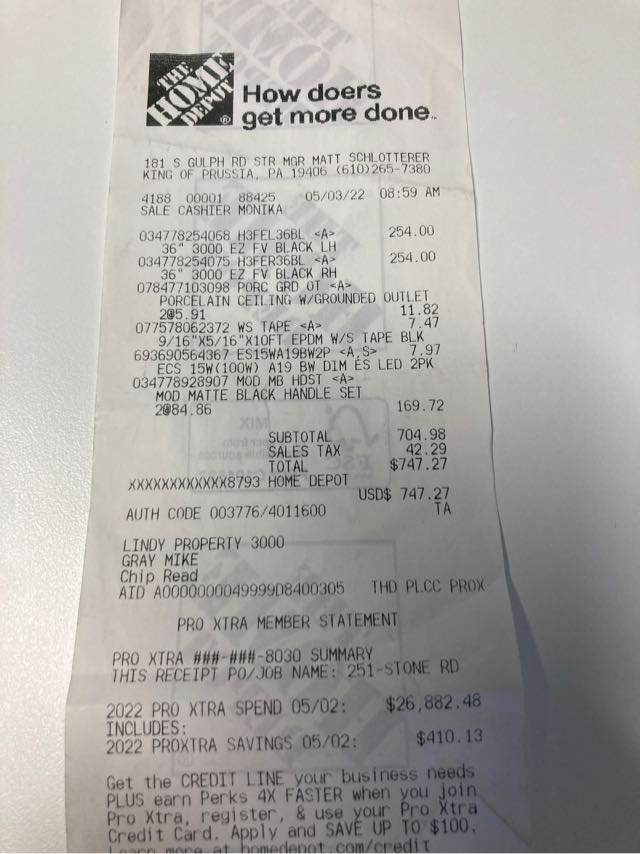 THE
HOME
DEPOT
®
How doers
get more done™
181 S GULPH RD STR MGR MATT SCHLOTTERER
KING OF PRUSSIA, PA 19406 (610)265-7380
4188 00001 88425 05/03/22 08:59 AM
SALE CASHIER MONIKA
034778254068 H3FEL36BL <A> 254.00
36" 3000 EZ FV BLACK LH
034778254075 H3FER36BL <A> 254.00
36" 3000 EZ FV BLACK RH
078477103098 PORC GRD OT <A>
PORCELAIN CEILING W/GROUNDED OUTLET
2@5.91 11.82
077578062372 WS TAPE <A> 7.47
9/16"X5/16"X10FT EPDM W/S TAPE BLK
693690564367 ES15WA19BW2P <A,S> 7.97
ECS 15W(100W) A19 BW DIM ES LED 2PK
034778928907 MOD MB HDST <A>
MOD MATTE BLACK HANDLE SET
2@84.86 169.72
SUBTOTAL 704.98
SALES TAX 42.29
TOTAL $747.27
XXXXXXXXXXXX8793 HOME DEPOT
USD$ 747.27
AUTH CODE 003776/4011600 TA
LINDY PROPERTY 3000
GRAY MIKE
Chip Read
AID A0000000049999D8400305 THD PLCC PROX
PRO XTRA MEMBER STATEMENT
PRO XTRA ###-###-8030 SUMMARY
THIS RECEIPT PO/JOB NAME: 251-STONE RD
2022 PRO XTRA SPEND 05/02: $26,882.48
INCLUDES:
2022 PROXTRA SAVINGS 05/02: $410.13
Get the CREDIT LINE your business needs
PLUS earn Perks 4X FASTER when you join
Pro Xtra, register, & use your Pro Xtra
Credit Card. Apply and SAVE UP TO $100.
Learn more at homedepot.com/credit